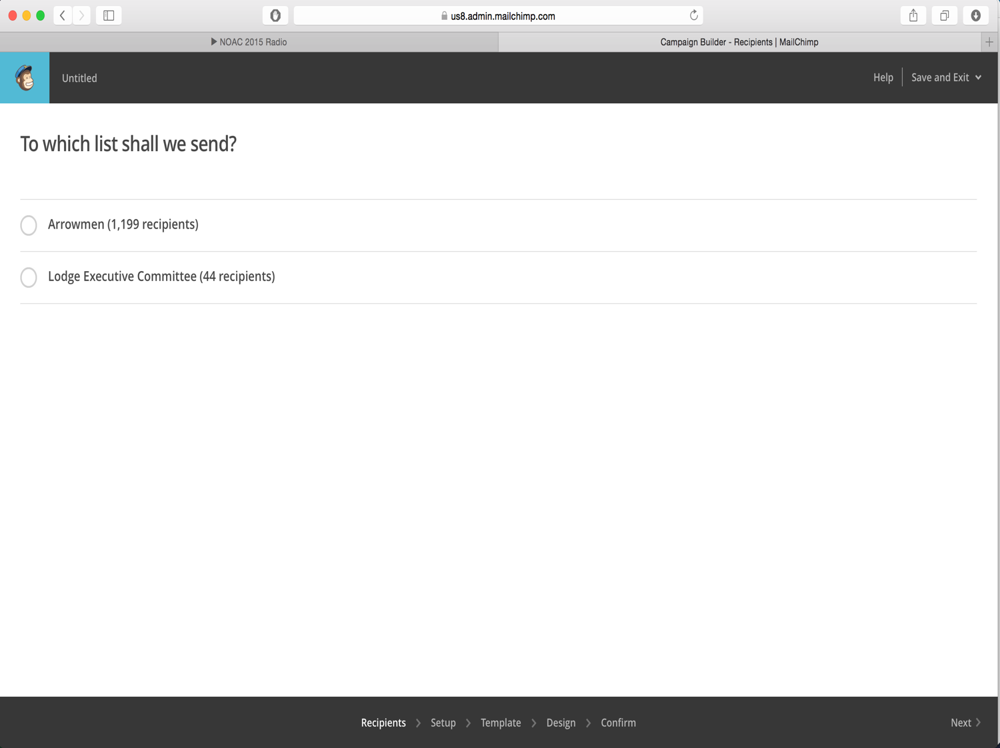 us8.admin.mailchimp.com
NOAC 2015 Radio
Campaign Builder - Recipients | MailChimp
Untitled
Help
Save and Exit
To which list shall we send?
Arrowmen (1,199 recipients)
Lodge Executive Committee (44 recipients)
Recipients > Setup > Template > Design > Confirm
Next >